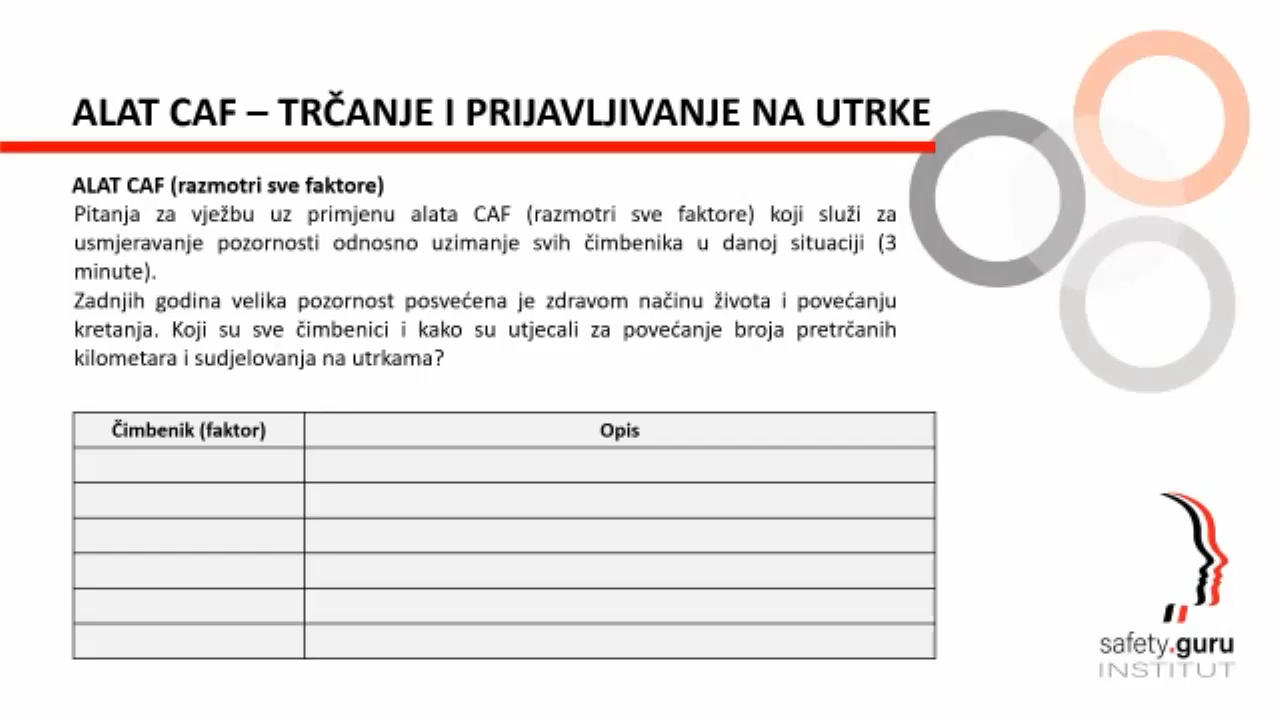 ALAT CAF – TRČANJE I PRIJAVLJIVANJE NA UTRKE
ALAT CAF (razmotri sve faktore)
Pitanja za vježbu uz primjenu alata CAF (razmotri sve faktore) koji služi za
usmjeravanje pozornosti odnosno uzimanje svih čimbenika u danoj situaciji (3
minute).
Zadnjih godina velika pozornost posvećena je zdravom načinu života i povećanju
kretanja. Koji su sve čimbenici i kako su utjecali za povećanje broja pretrčanih
kilometara i sudjelovanja na utrkama?
Čimbenik (faktor) Opis
safety.guru
INSTITUT